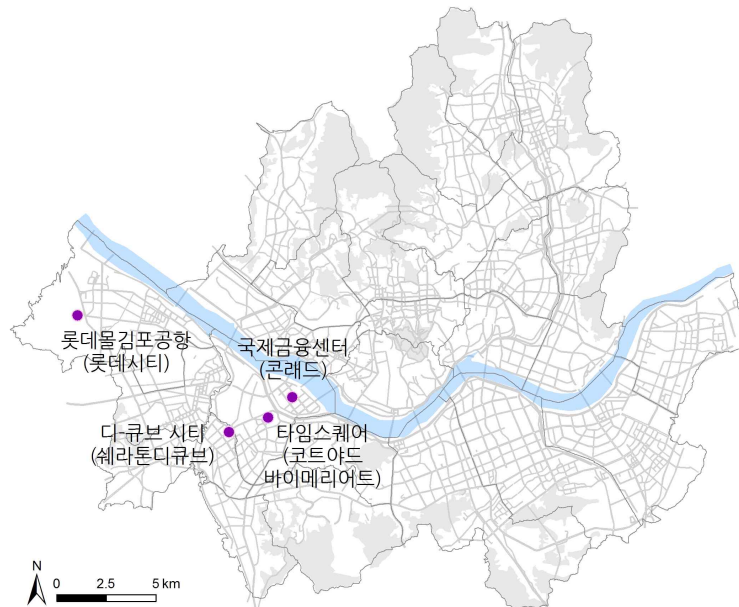 롯데몰김포공항
(롯데시티)
국제금융센터
(콘래드)
디-큐브 시티
(쉐라톤디큐브)
타임스퀘어
(코트야드
바이메리어트)
N
0 2.5 5 km